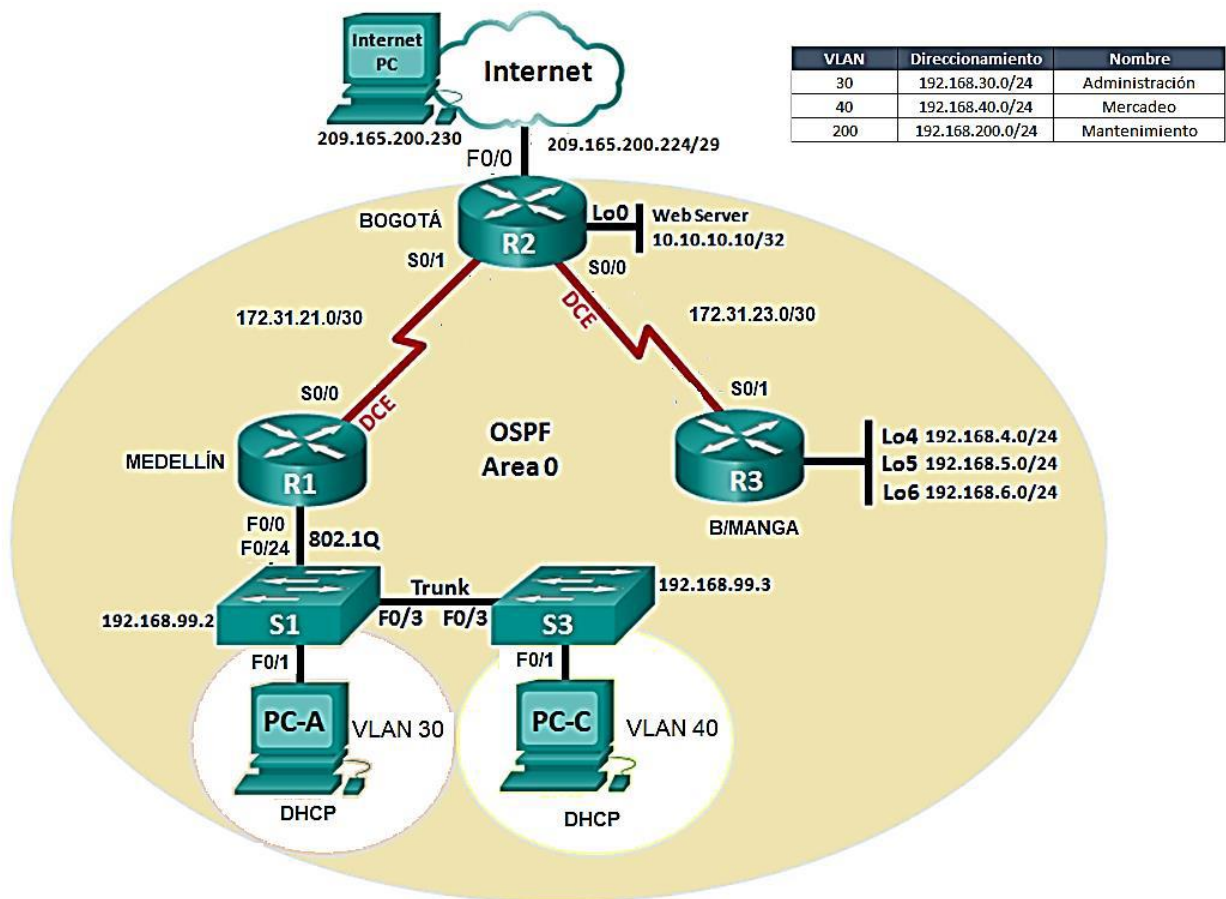 Internet
PC
Internet
209.165.200.230
209.165.200.224/29
F0/0
VLAN Direccionamiento Nombre
30 192.168.30.0/24 Administración
40 192.168.40.0/24 Mercadeo
200 192.168.200.0/24 Mantenimiento
BOGOTÁ
R2
Lo0
Web Server
10.10.10.10/32
S0/1
S0/0
DCE
172.31.21.0/30
172.31.23.0/30
S0/0
DCE
S0/1
OSPF
Area 0
MEDELLÍN
R1
R3
Lo4 192.168.4.0/24
Lo5 192.168.5.0/24
Lo6 192.168.6.0/24
B/MANGA
F0/0
F0/24
802.1Q
Trunk
192.168.99.3
192.168.99.2
S1
F0/3
F0/3
S3
F0/1
F0/1
PC-A
VLAN 30
PC-C
VLAN 40
DHCP
DHCP